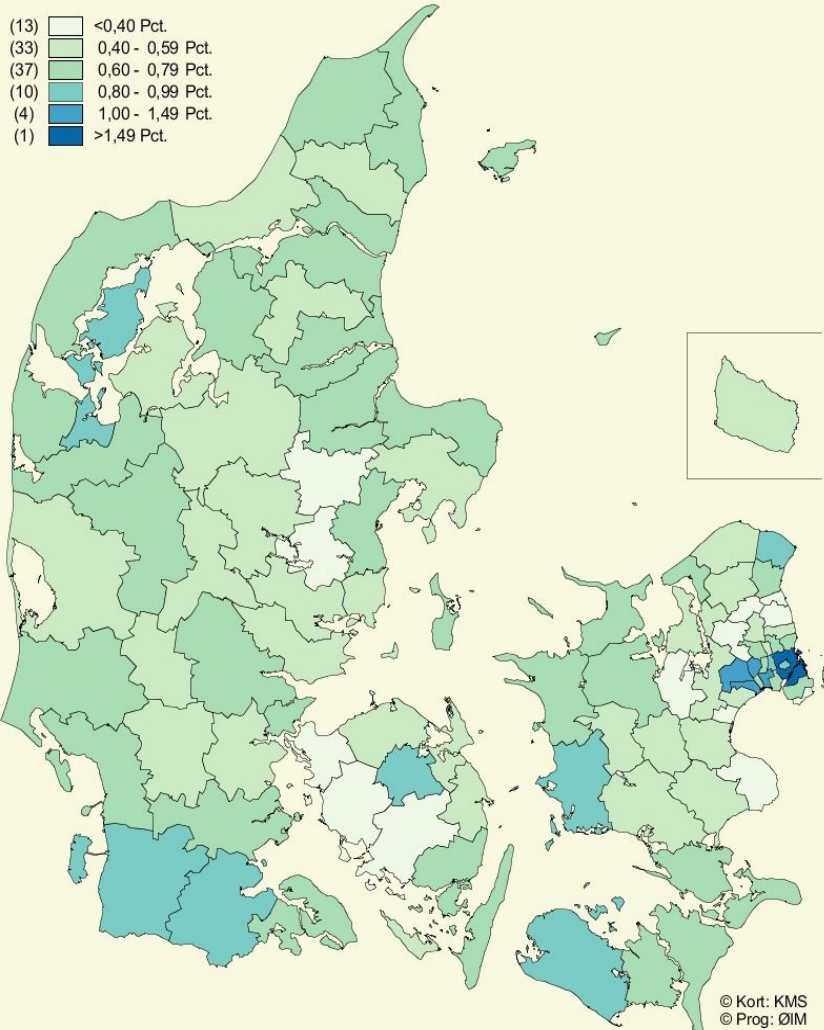 (13) <0,40 Pct.
(33) 0,40 - 0,59 Pct.
(37) 0,60 - 0,79 Pct.
(10) 0,80 - 0,99 Pct.
(4) 1,00 - 1,49 Pct.
(1) >1,49 Pct.
© Kort: KMS
© Prog: ØIM